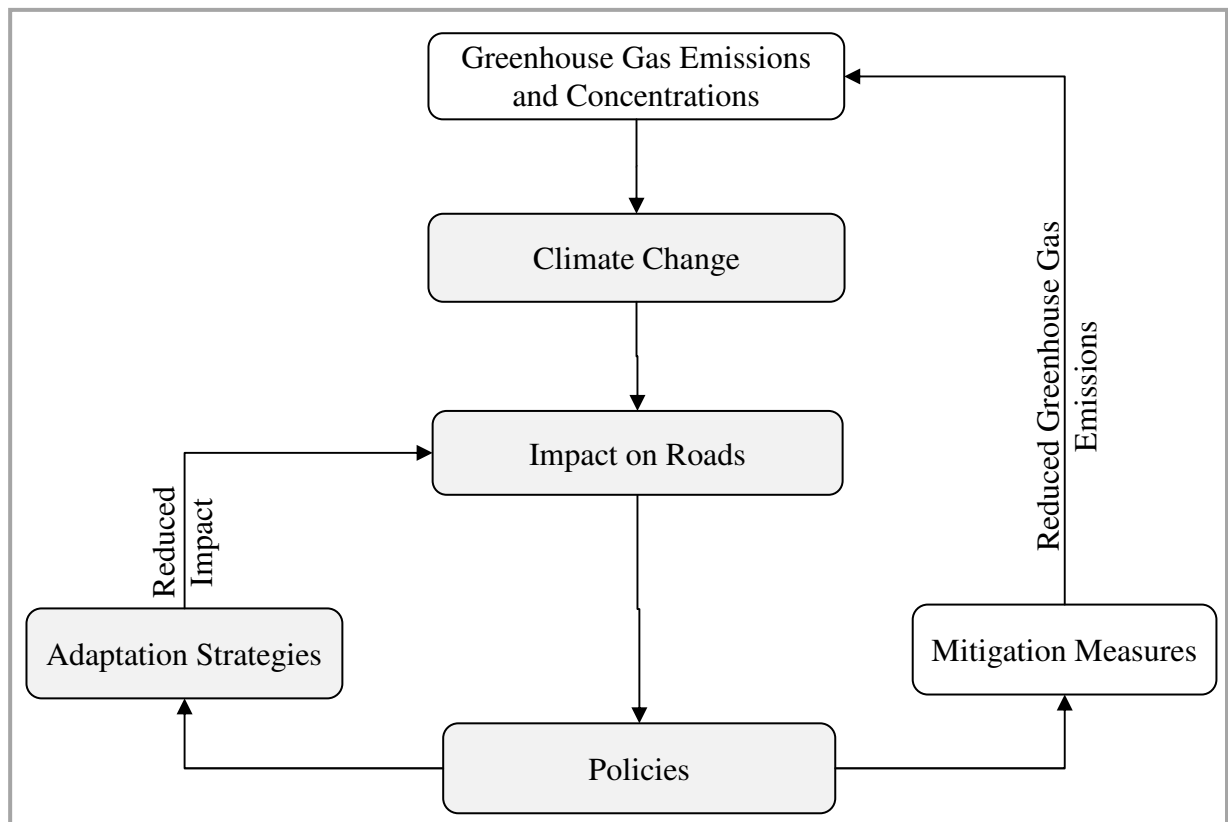 Greenhouse Gas Emissions
and Concentrations
Climate Change
Reduced Greenhouse Gas
Emissions
Impact on Roads
Reduced
Impact
Adaptation Strategies
Mitigation Measures
Policies